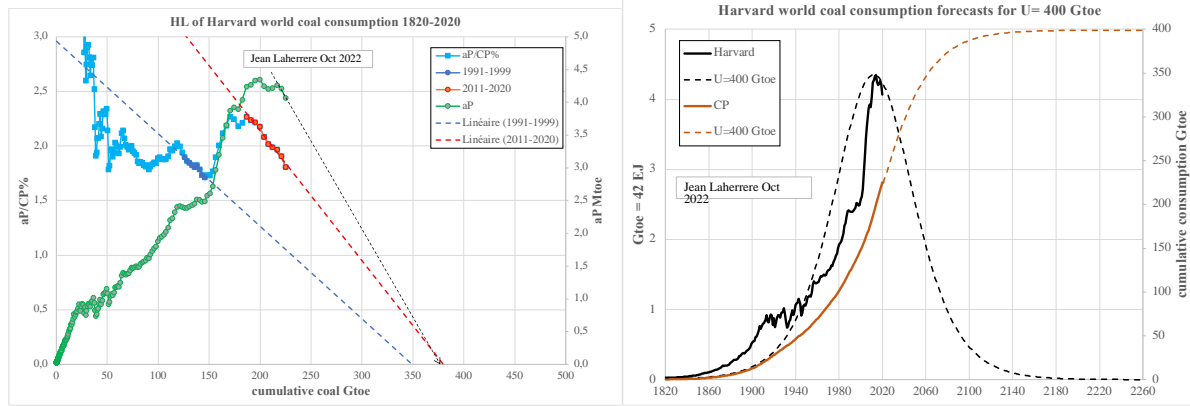 HL of Harvard world coal consumption 1820-2020
3,0
2,5
2,0
1,5
1,0
0,5
0,0
aP/CP%
5,0
4,5
4,0
3,5
3,0
2,5
2,0
1,5
1,0
0,5
0,0
aP Mtoe
Jean Laherrere Oct 2022
aP/CP%
1991-1999
2011-2020
aP
Linéaire (1991-1999)
Linéaire (2011-2020)
0 50 100 150 200 250 300 350 400 450 500
cumulative coal Gtoe
Harvard world coal consumption forecasts for U= 400 Gtoe
5
4
3
2
1
0
Gtoe = 42 EJ
400
350
300
250
200
150
100
50
0
cumulative consumption Gtoe
Harvard
U=400 Gtoe
CP
U=400 Gtoe
Jean Laherrere Oct
2022
1820 1860 1900 1940 1980 2020 2060 2100 2140 2180 2220 2260